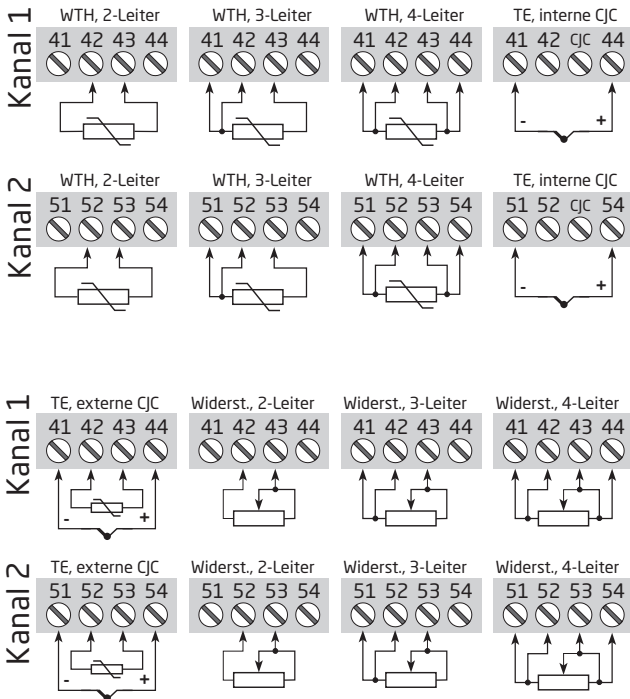 Kanal 1
WTH, 2-Leiter WTH, 3-Leiter WTH, 4-Leiter TE, interne CJC
41 42 43 44 41 42 43 44 41 42 43 44 41 42 CJC 44
- +
Kanal 2
WTH, 2-Leiter WTH, 3-Leiter WTH, 4-Leiter TE, interne CJC
51 52 53 54 51 52 53 54 51 52 53 54 51 52 CJC 54
- +
Kanal 1
TE, externe CJC Widerst., 2-Leiter Widerst., 3-Leiter Widerst., 4-Leiter
41 42 43 44 41 42 43 44 41 42 43 44 41 42 43 44
- +
Kanal 2
TE, externe CJC Widerst., 2-Leiter Widerst., 3-Leiter Widerst., 4-Leiter
51 52 53 54 51 52 53 54 51 52 53 54 51 52 53 54
- +